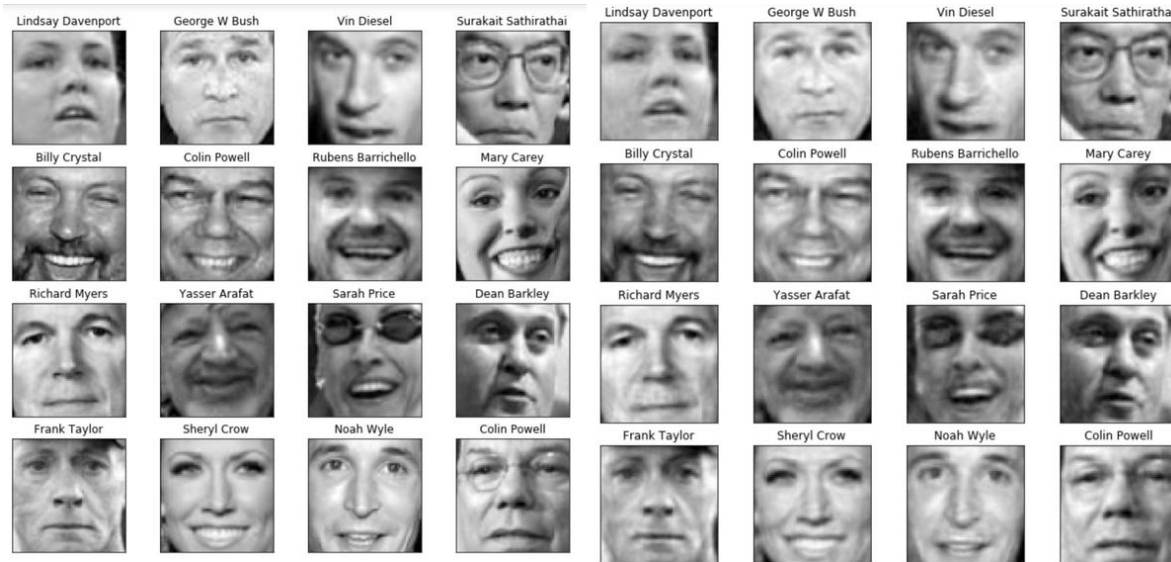 Lindsay Davenport George W Bush Vin Diesel Surakait Sathirathai Lindsay Davenport George W Bush Vin Diesel Surakait Sathirathai
Billy Crystal Colin Powell Rubens Barrichello Mary Carey Billy Crystal Colin Powell Rubens Barrichello Mary Carey
Richard Myers Yasser Arafat Sarah Price Dean Barkley Richard Myers Yasser Arafat Sarah Price Dean Barkley
Frank Taylor Sheryl Crow Noah Wyle Colin Powell Frank Taylor Sheryl Crow Noah Wyle Colin Powell